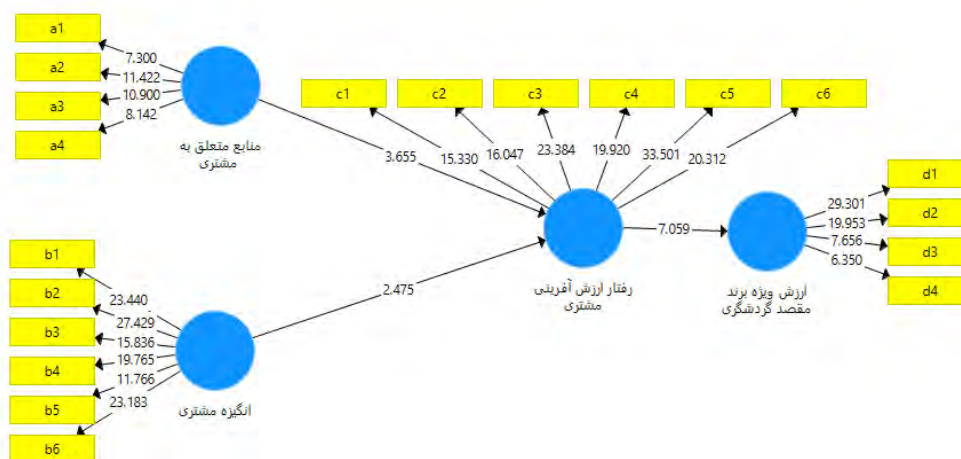 a1
a2
a3
a4
7.300
11.422
10.900
8.142
منابع متعلق به
مشتری
3.655
c1
c2
c3
c4
c5
c6
15.330
16.047
23.384
19.920
33.501
20.312
رفتار ارزش آفرینی
مشتری
7.059
ارزش ویژه برند
مقصد گردشگری
29.301
19.953
7.656
6.350
d1
d2
d3
d4
b1
b2
b3
b4
b5
b6
23.440
27.429
15.836
19.765
11.766
23.183
انگیزه مشتری
2.475